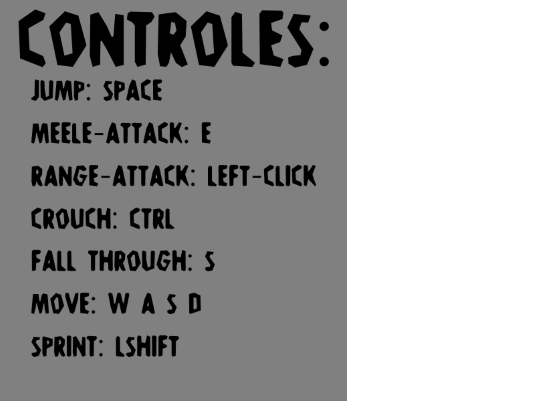 CONTROLES:
JUMP: SPACE
MEELE-ATTACK: E
RANGE-ATTACK: LEFT-CLICK
CROUCH: CTRL
FALL THROUGH: S
MOVE: W A S D
SPRINT: LSHIFT